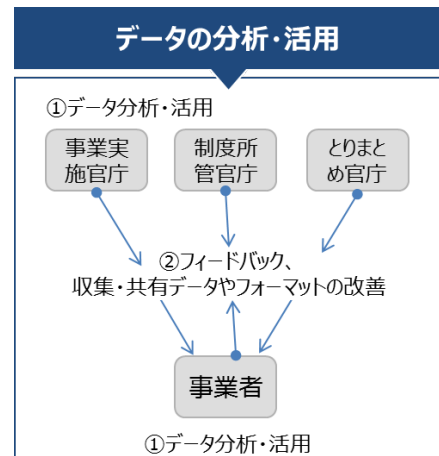 データの分析・活用
①データ分析・活用
事業実
施官庁
制度所
管官庁
とりまと
め官庁
②フィードバック、
収集・共有データやフォーマットの改善
事業者
①データ分析・活用